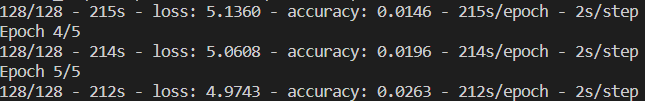 128/128 - 215s - loss: 5.1360 - accuracy: 0.0146 - 215s/epoch - 2s/step
Epoch 4/5
128/128 - 214s - loss: 5.0608 - accuracy: 0.0196 - 214s/epoch - 2s/step
Epoch 5/5
128/128 - 212s - loss: 4.9743 - accuracy: 0.0263 - 212s/epoch - 2s/step